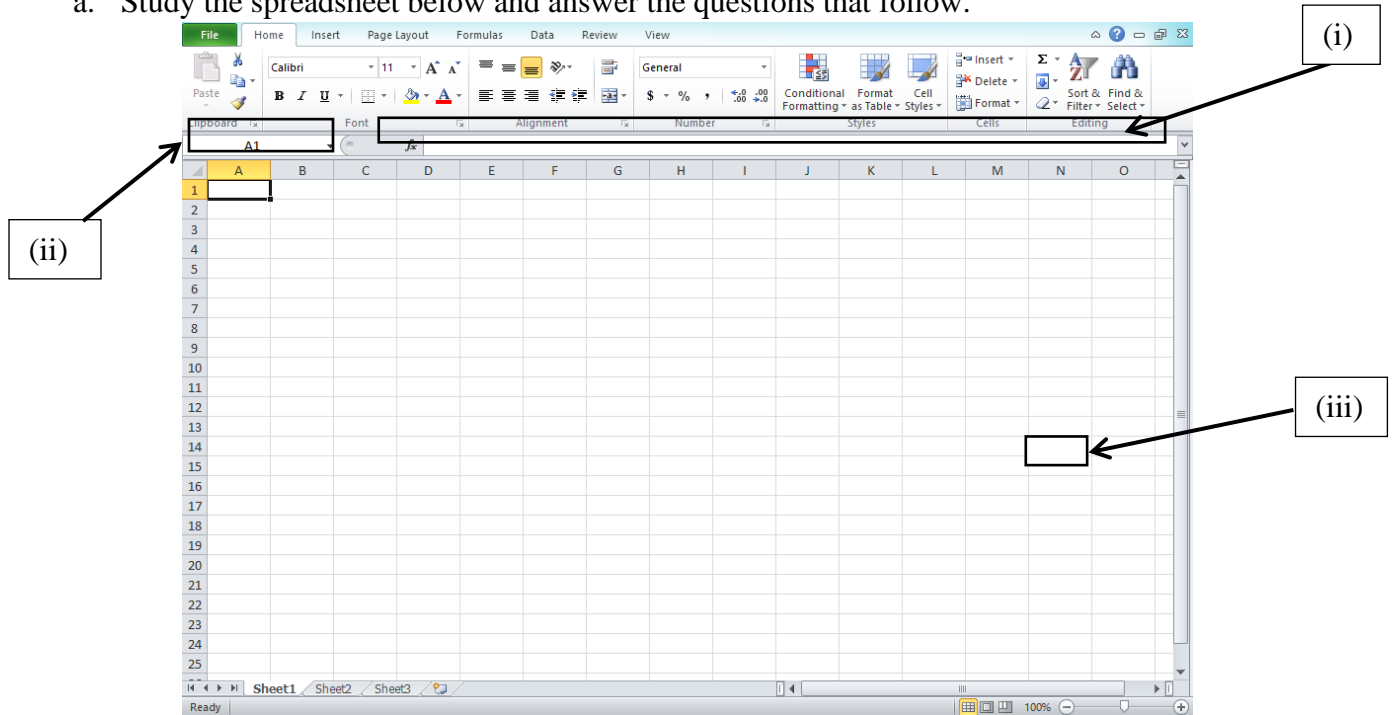 a. Study the spreadsheet below and answer the questions that follow.
(i)
File Home Insert Page Layout Formulas Data Review View
Calibri 11 A A General Σ Insert
Paste B I U A $ % , .0 .00 .00 .0 Conditional Formatting Format as Table Cell Styles Delete Format Sort & Filter Find & Select
Clipboard Font Alignment Number Styles Cells Editing
A1 fx
A B C D E F G H I J K L M N O
1
2
3
(ii)
4
5
6
7
8
9
10
11
12
(iii)
13
14
15
16
17
18
19
20
21
22
23
24
25
Sheet1 Sheet2 Sheet3
Ready 100%